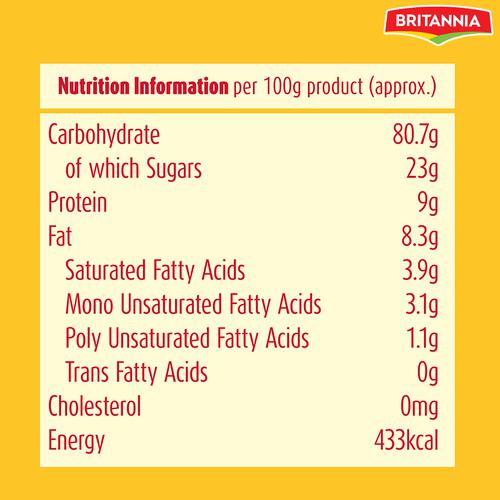 BRITANNIA
Nutrition Information per 100g product (approx.)
Carbohydrate 80.7g
of which Sugars 23g
Protein 9g
Fat 8.3g
Saturated Fatty Acids 3.9g
Mono Unsaturated Fatty Acids 3.1g
Poly Unsaturated Fatty Acids 1.1g
Trans Fatty Acids 0g
Cholesterol 0mg
Energy 433kcal